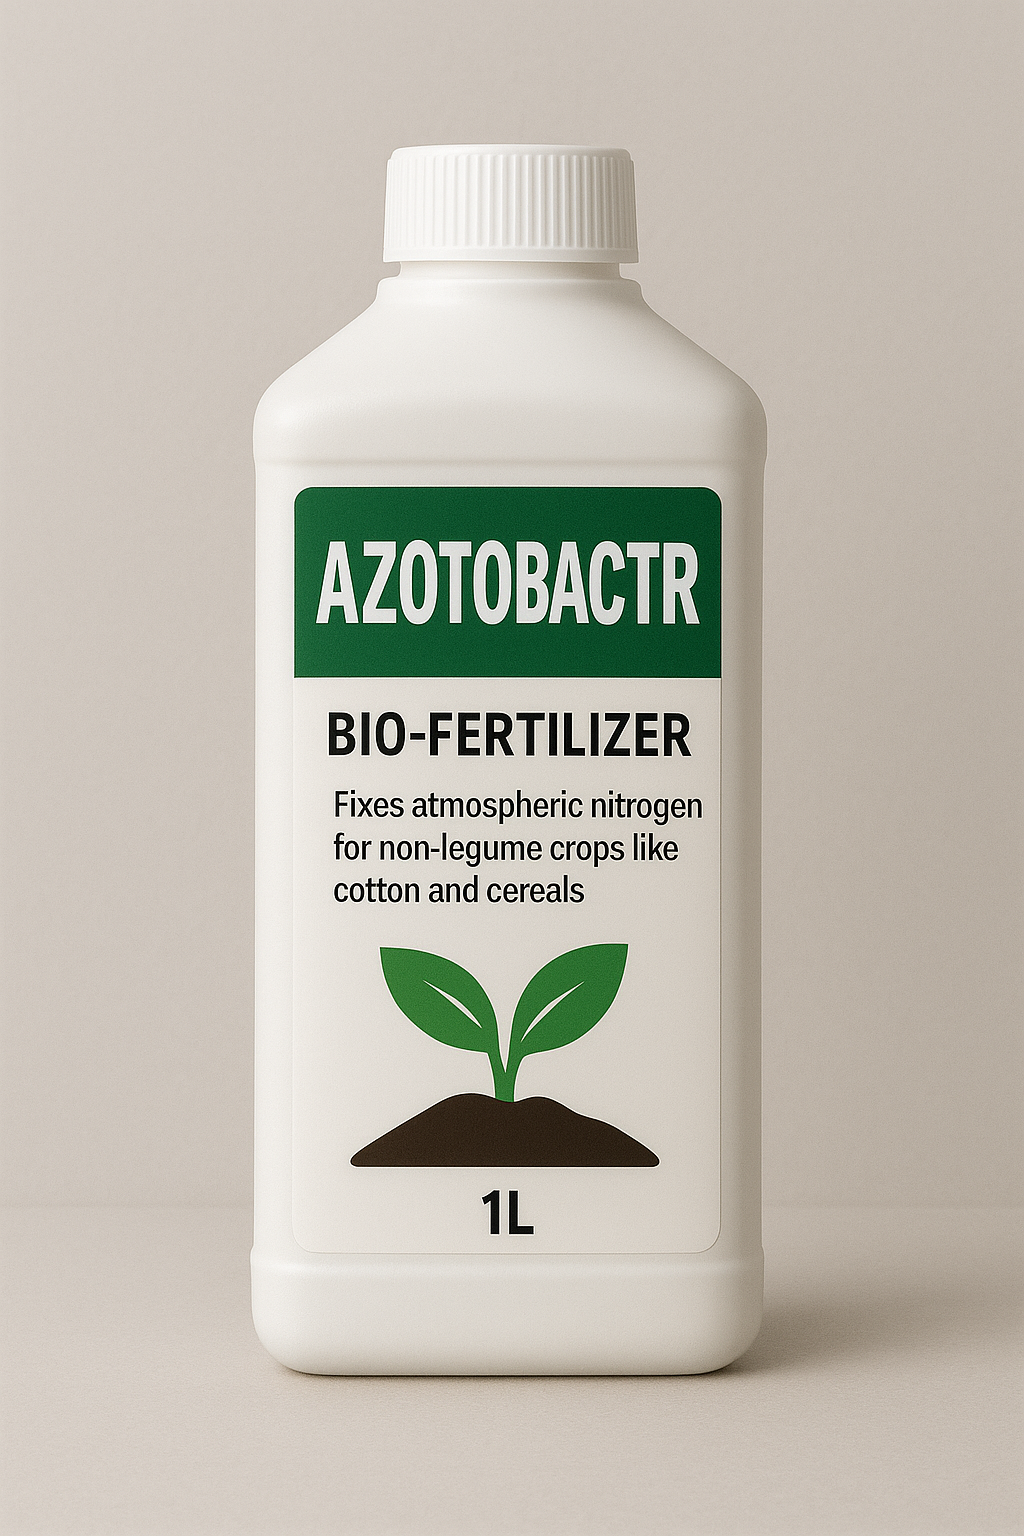 AZOTOBACTR
BIO-FERTILIZER
Fixes atmospheric nitrogen
for non-legume crops like
cotton and cereals
1L